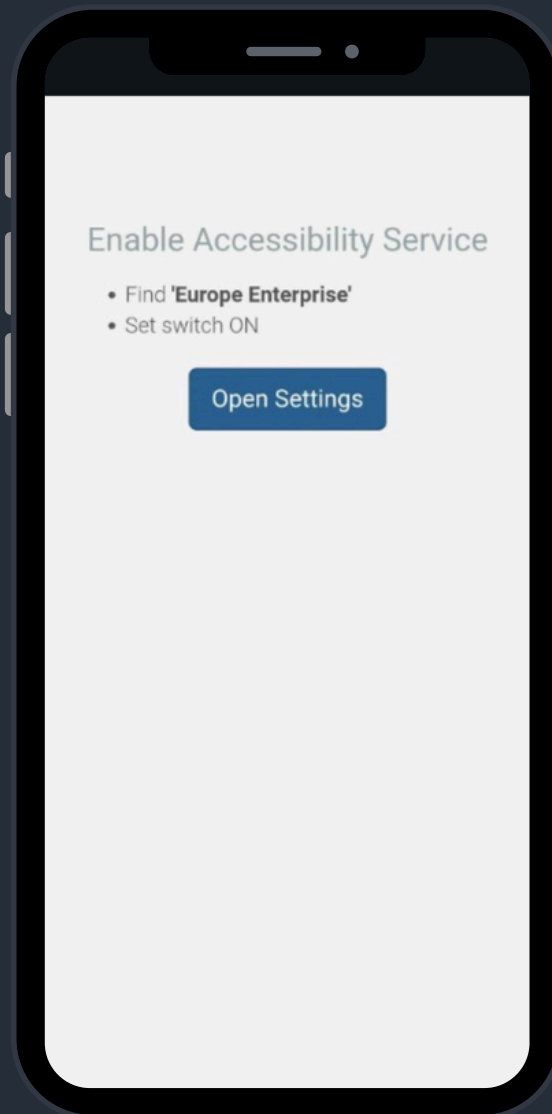 Enable Accessibility Service
• Find 'Europe Enterprise'
• Set switch ON
Open Settings